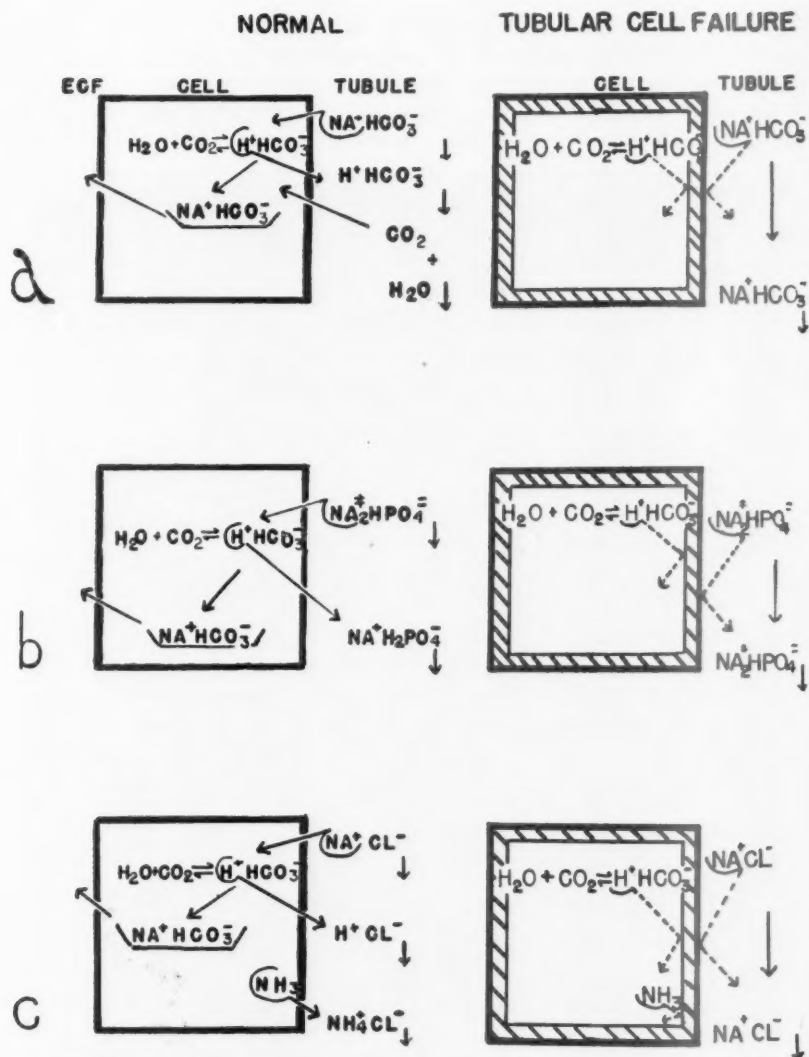 NORMAL TUBULAR CELL FAILURE
ECF CELL TUBULE CELL TUBULE
a
NA⁺HCO₃⁻
H₂O+CO₂⇌H⁺HCO₃⁻
H⁺HCO₃⁻
NA⁺HCO₃⁻
CO₂
+
H₂O
NA⁺HCO₃⁻
H₂O + CO₂⇌H⁺HCO
NA⁺HCO₃⁻
b
NA₂⁺HPO₄⁼
H₂O + CO₂⇌H⁺HCO₃⁻
NA⁺HCO₃⁻
NA⁺H₂PO₄⁻
NA₂⁺HPO₄⁼
H₂O + CO₂⇌H⁺HCO₃⁻
NA₂⁺HPO₄⁼
c
NA⁺CL⁻
H₂O+CO₂⇌H⁺HCO₃⁻
NA⁺HCO₃⁻
H⁺CL⁻
NH₃
NH₄⁺CL⁻
NA⁺CL⁻
H₂O + CO₂⇌H⁺HCO₃⁻
NH₃
NA⁺CL⁻